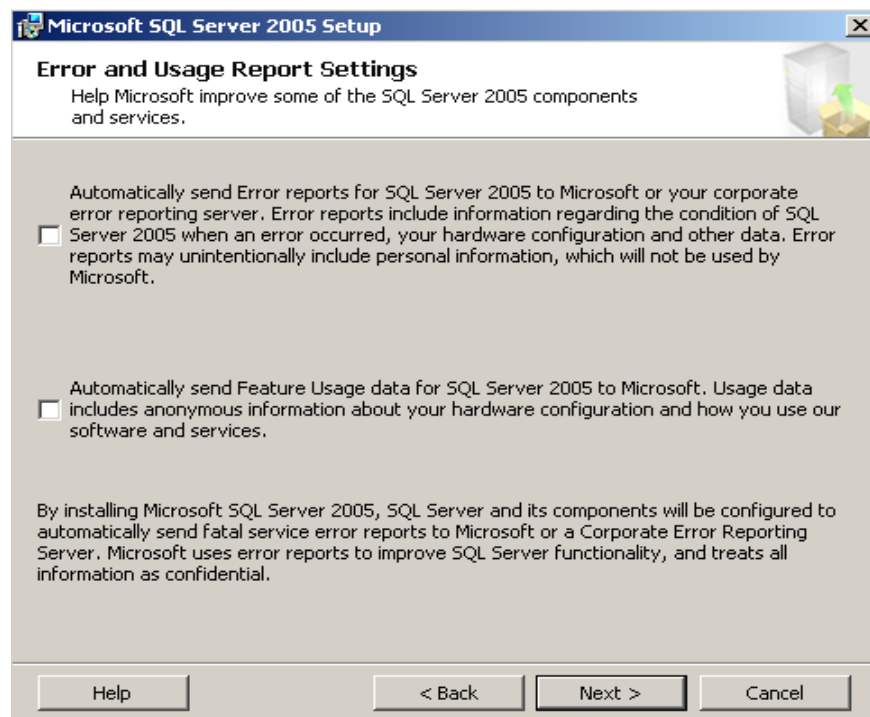 Microsoft SQL Server 2005 Setup
Error and Usage Report Settings
Help Microsoft improve some of the SQL Server 2005 components
and services.
Automatically send Error reports for SQL Server 2005 to Microsoft or your corporate
error reporting server. Error reports include information regarding the condition of SQL
Server 2005 when an error occurred, your hardware configuration and other data. Error
reports may unintentionally include personal information, which will not be used by
Microsoft.
Automatically send Feature Usage data for SQL Server 2005 to Microsoft. Usage data
includes anonymous information about your hardware configuration and how you use our
software and services.
By installing Microsoft SQL Server 2005, SQL Server and its components will be configured to
automatically send fatal service error reports to Microsoft or a Corporate Error Reporting
Server. Microsoft uses error reports to improve SQL Server functionality, and treats all
information as confidential.
Help < Back Next > Cancel